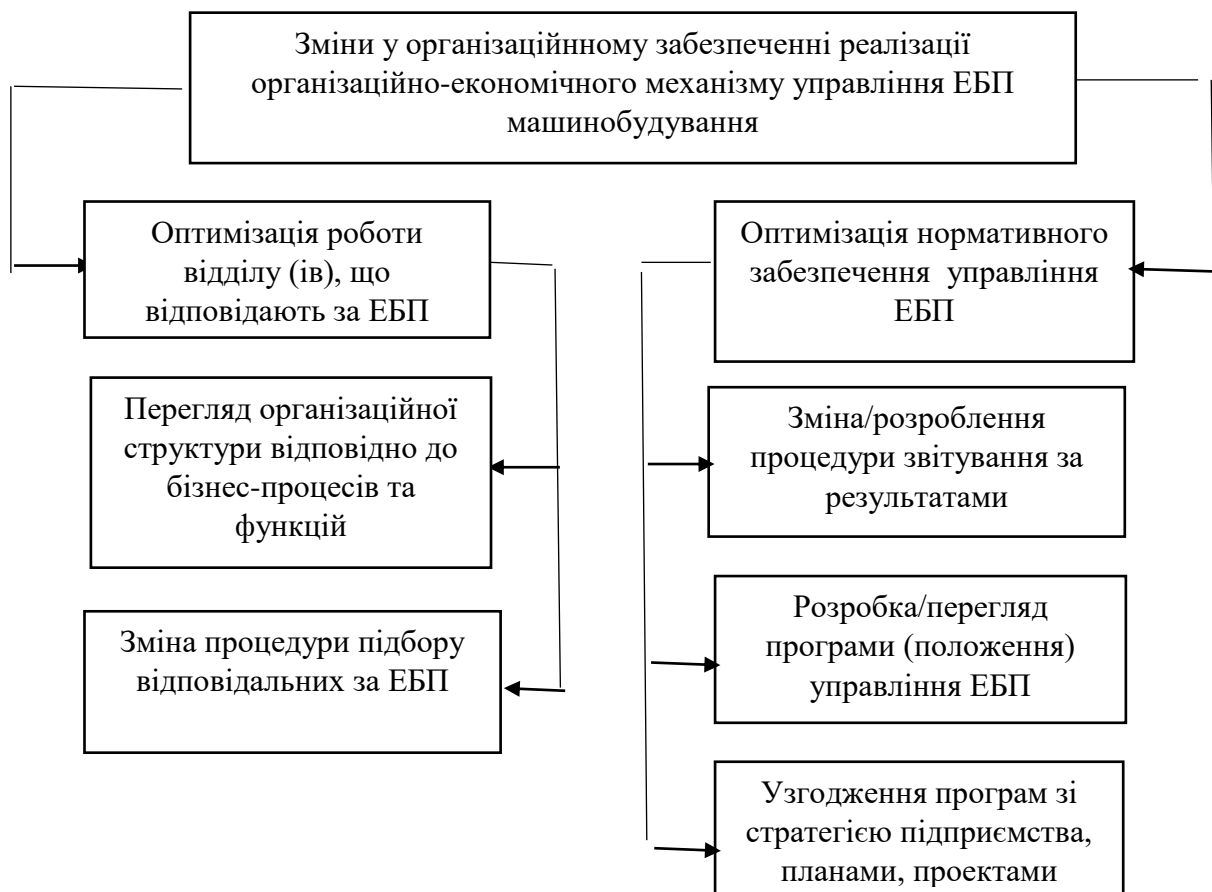 Зміни у організаційнному забезпеченні реалізації
організаційно-економічного механізму управління ЕБП
машинобудування
Оптимізація роботи
відділу (ів), що
відповідають за ЕБП
Перегляд організаційної
структури відповідно до
бізнес-процесів та
функцій
Зміна процедури підбору
відповідальних за ЕБП
Оптимізація нормативного
забезпечення управління
ЕБП
Зміна/розроблення
процедури звітування за
результатами
Розробка/перегляд
програми (положення)
управління ЕБП
Узгодження програм зі
стратегією підприємства,
планами, проектами